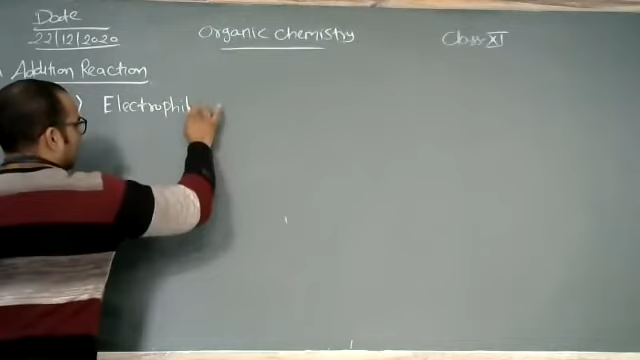 Date
22/12/2020
Organic Chemistry
Class-XI
Addition Reaction
) Electrophil